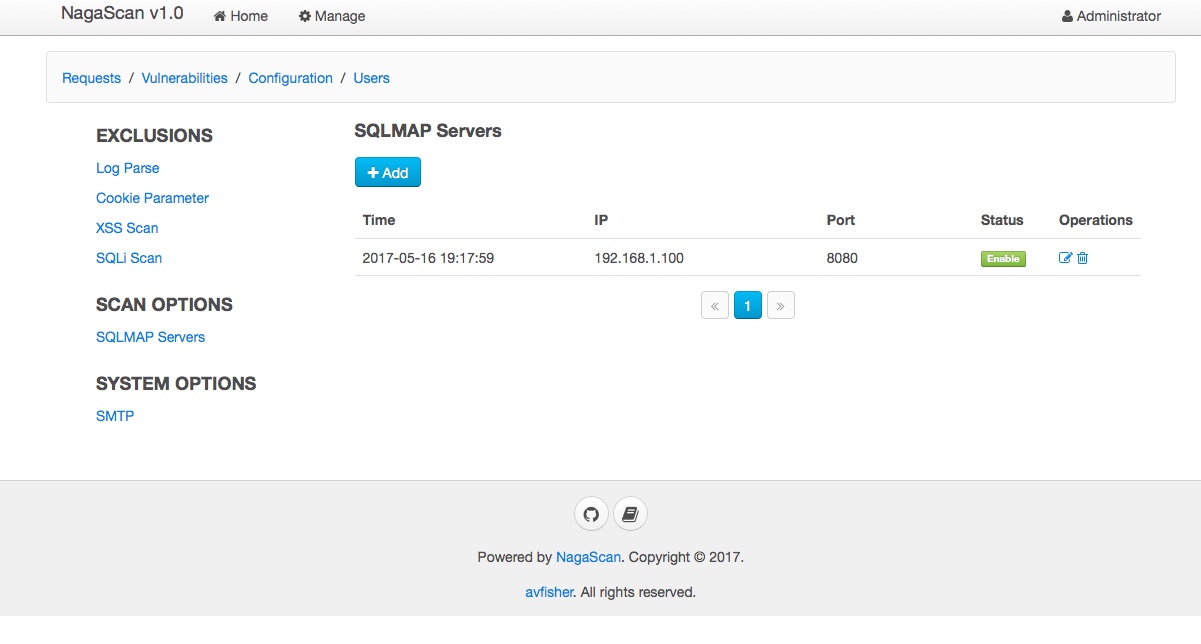 NagaScan v1.0 Home Manage Administrator
Requests / Vulnerabilities / Configuration / Users
EXCLUSIONS
Log Parse
Cookie Parameter
XSS Scan
SQLi Scan
SCAN OPTIONS
SQLMAP Servers
SYSTEM OPTIONS
SMTP
SQLMAP Servers
+ Add
Time IP Port Status Operations
2017-05-16 19:17:59 192.168.1.100 8080 Enable
« 1 »
Powered by NagaScan. Copyright © 2017.
avfisher. All rights reserved.